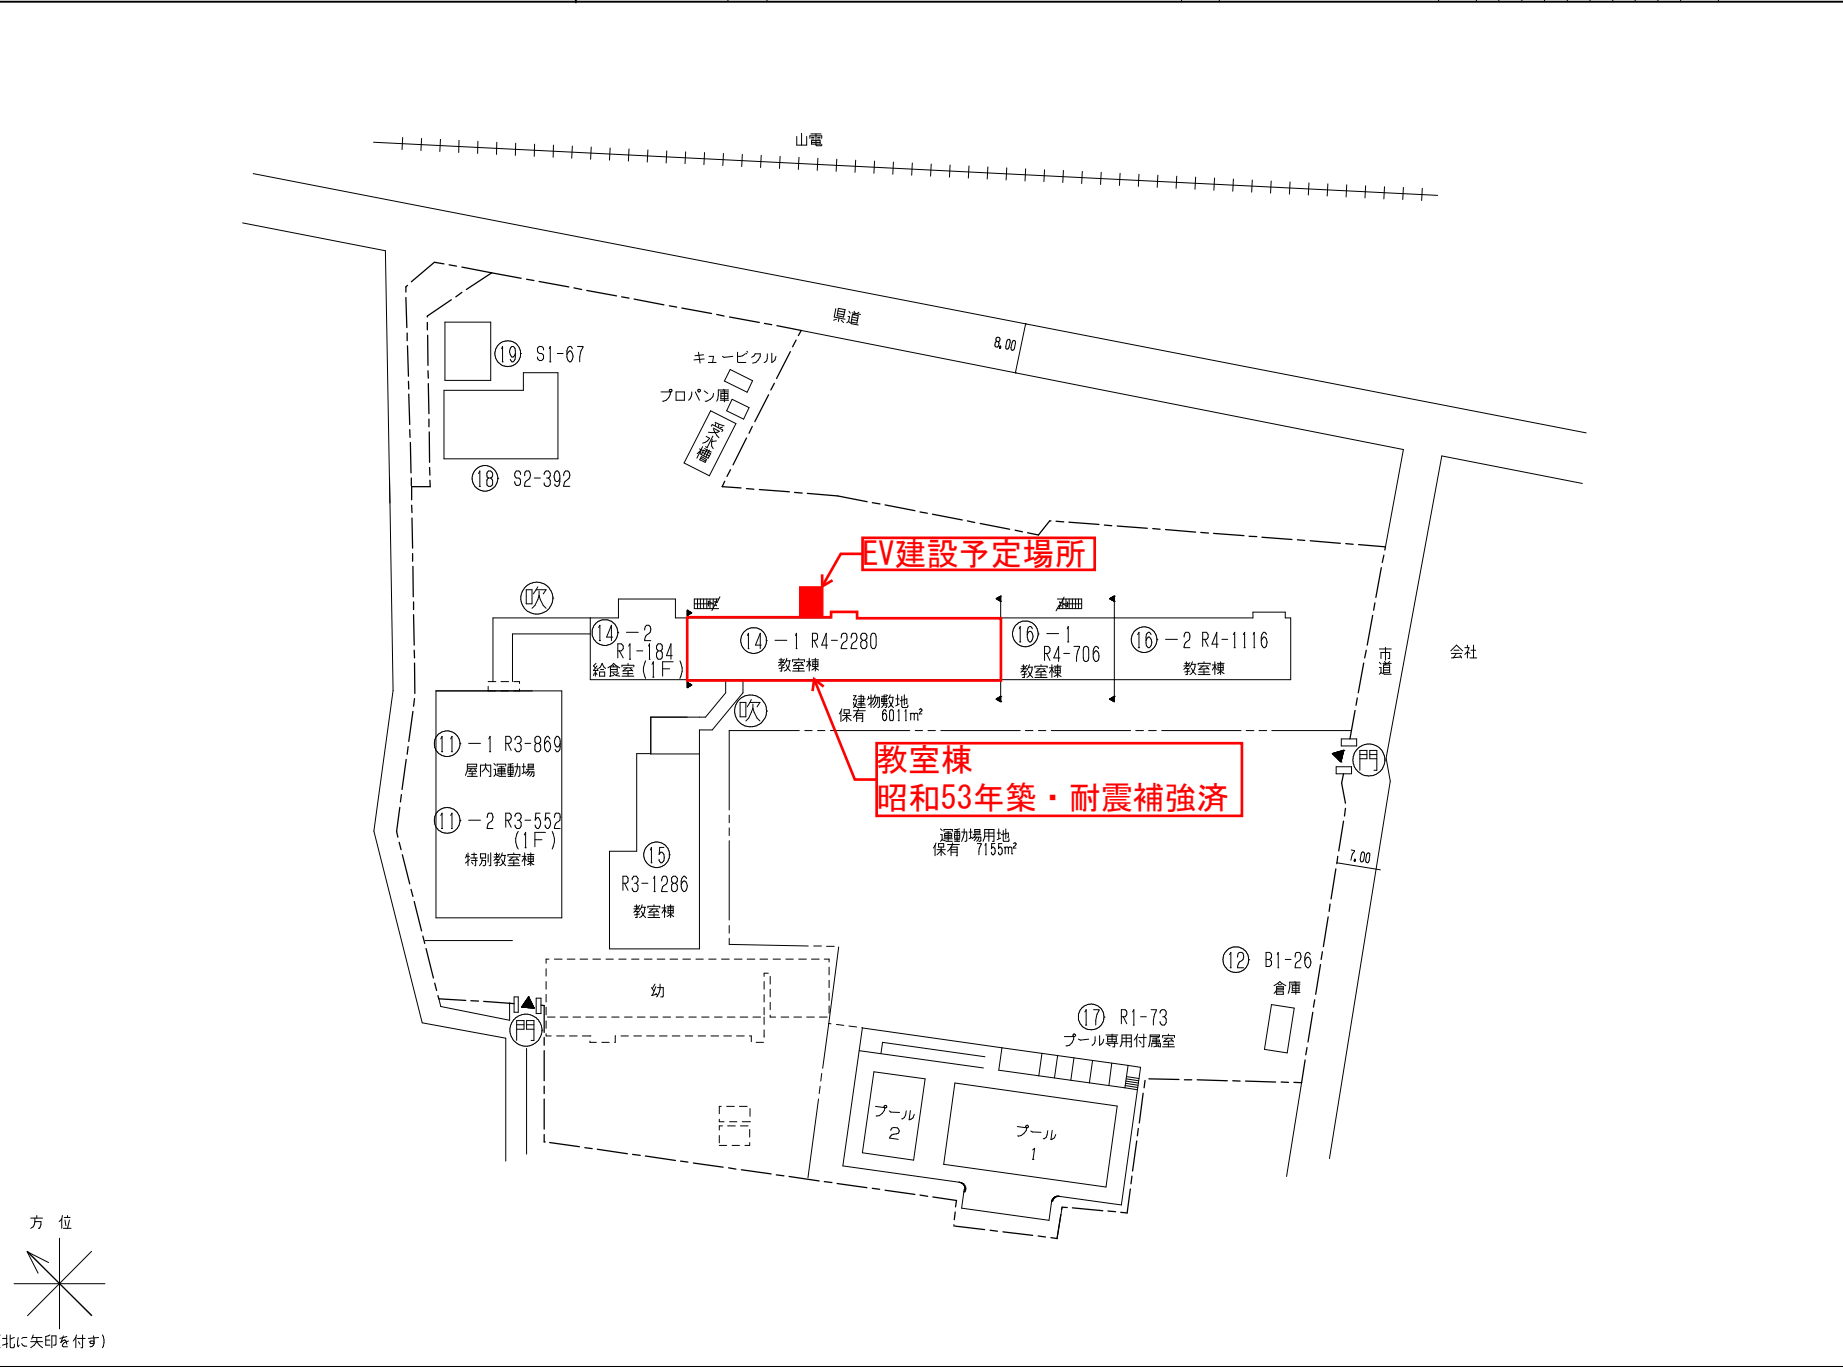 山電
県道
8.00
キュービクル
プロパン庫
受水槽
⑲ S1-67
⑱ S2-392
EV建設予定場所
吹
⑭-2
R1-184
給食室(1F)
⑭-1 R4-2280
教室棟
⑯-1
R4-706
教室棟
⑯-2 R4-1116
教室棟
市道
会社
吹
建物敷地
保有 6011m²
⑪-1 R3-869
屋内運動場
⑪-2 R3-552
(1F)
特別教室棟
教室棟
昭和53年築・耐震補強済
門
運動場用地
保有 7155m²
7.00
⑮
R3-1286
教室棟
⑫ B1-26
倉庫
幼
門
⑰ R1-73
プール専用付属室
プール
2
プール
1
方 位
北に矢印を付す)